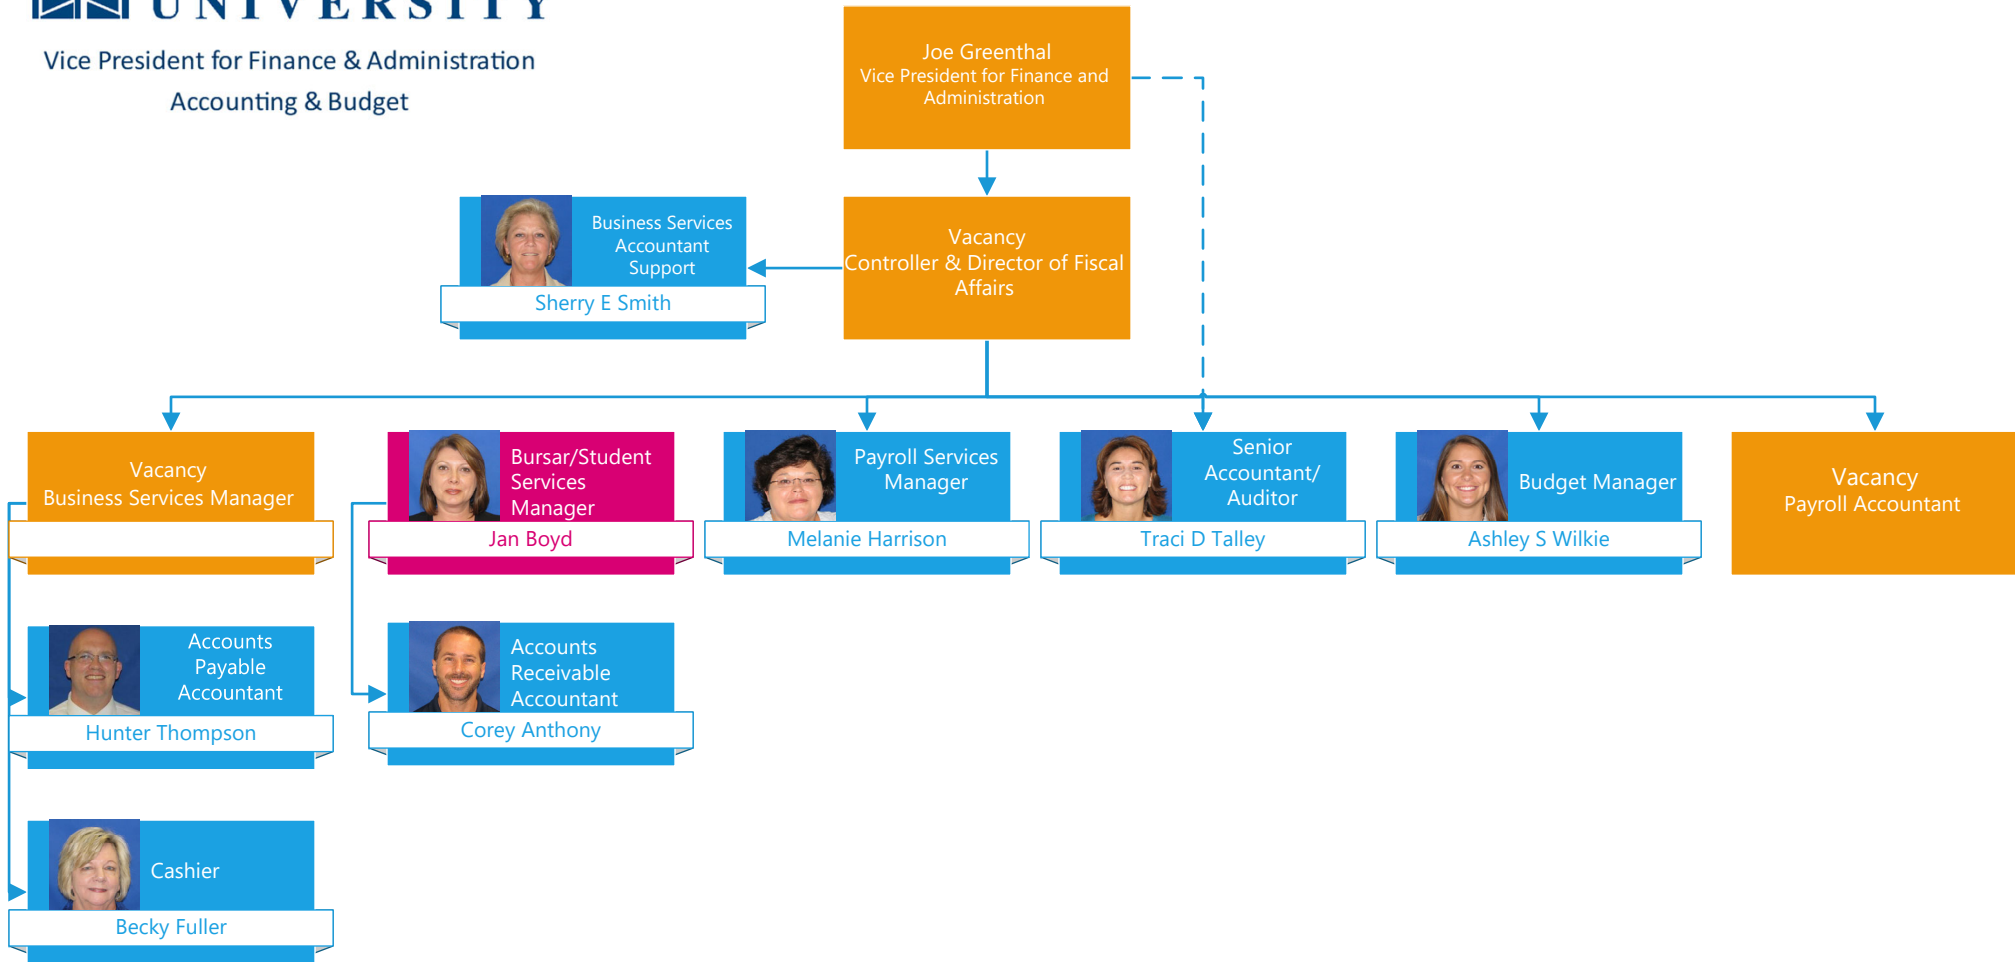 UNIVERSITY
Vice President for Finance & Administration
Accounting & Budget
Joe Greenthal
Vice President for Finance and
Administration
Business Services
Accountant
Support
Sherry E Smith
Vacancy
Controller & Director of Fiscal
Affairs
Vacancy
Business Services Manager
Bursar/Student
Services
Manager
Jan Boyd
Payroll Services
Manager
Melanie Harrison
Senior
Accountant/
Auditor
Traci D Talley
Budget Manager
Ashley S Wilkie
Vacancy
Payroll Accountant
Accounts
Payable
Accountant
Hunter Thompson
Accounts
Receivable
Accountant
Corey Anthony
Cashier
Becky Fuller